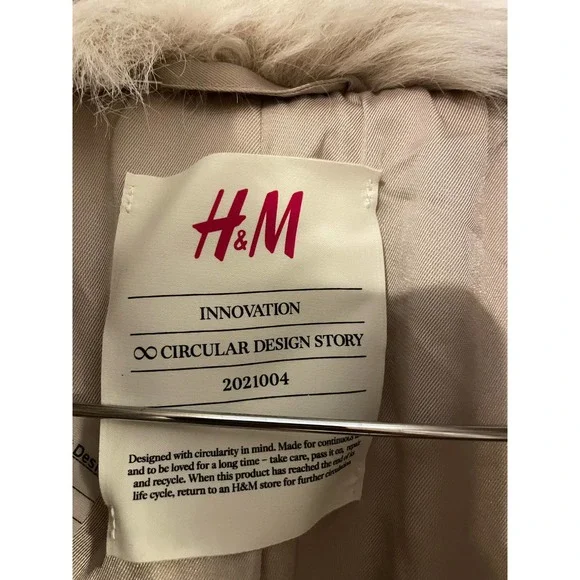 H&M
INNOVATION
∞ CIRCULAR DESIGN STORY
2021004
Designed with circularity in mind. Made for continuous
and to be loved for a long time – take care, pass it on, repair
and recycle. When this product has reached the end of its
life cycle, return to an H&M store for further circulation